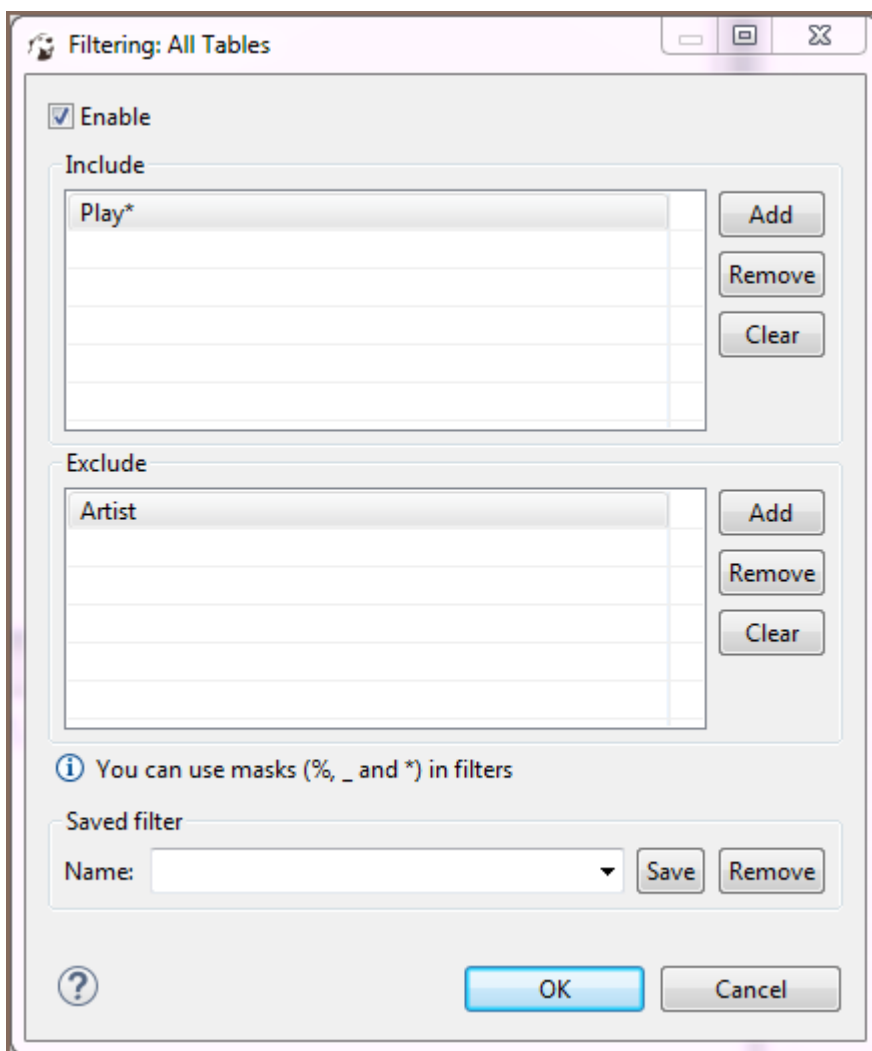 Filtering: All Tables
Enable
Include
Play*
Add
Remove
Clear
Exclude
Artist
Add
Remove
Clear
You can use masks (%, _ and *) in filters
Saved filter
Name:
Save
Remove
OK
Cancel